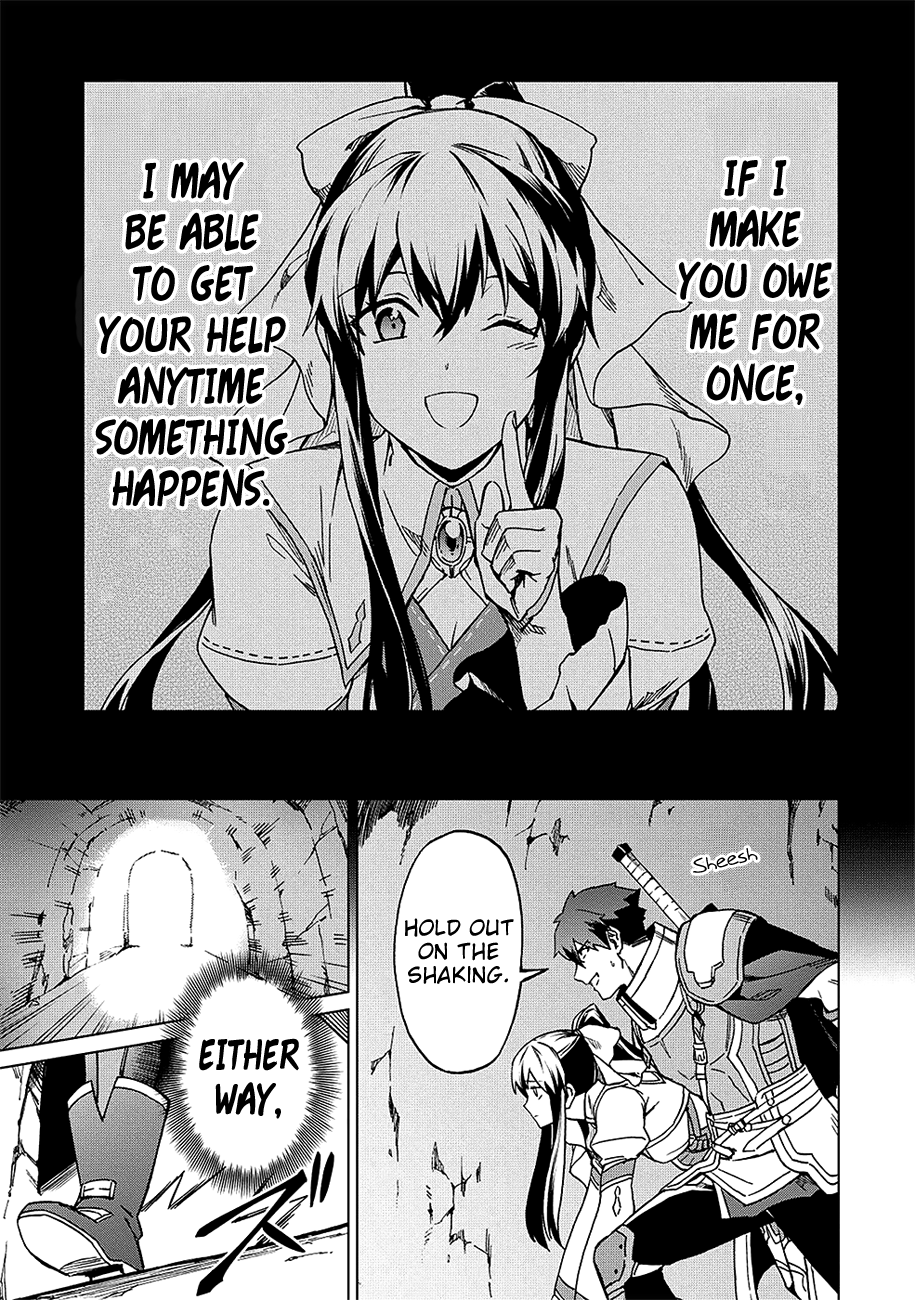 IF I
MAKE
YOU OWE
ME FOR
ONCE,
I MAY
BE ABLE
TO GET
YOUR HELP
ANYTIME
SOMETHING
HAPPENS.
Sheesh
HOLD OUT
ON THE
SHAKING.
EITHER
WAY,
ズ